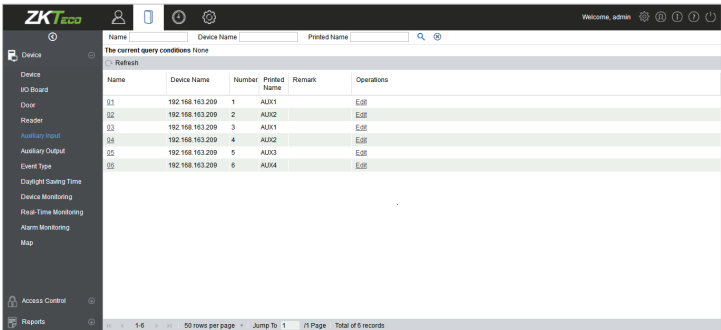 ZKTeco
Welcome, admin
Name Device Name Printed Name
The current query conditions None
Refresh
Device
Device
I/O Board
Door
Reader
Auxiliary Input
Auxiliary Output
Event Type
Daylight Saving Time
Device Monitoring
Real-Time Monitoring
Alarm Monitoring
Map
Access Control
Reports
Name Device Name Number Printed Name Remark Operations
01 192.168.163.209 1 AUX1 Edit
02 192.168.163.209 2 AUX2 Edit
03 192.168.163.209 3 AUX1 Edit
04 192.168.163.209 4 AUX2 Edit
05 192.168.163.209 5 AUX3 Edit
06 192.168.163.209 6 AUX4 Edit
1-6 50 rows per page Jump To 1 /1 Page Total of 6 records